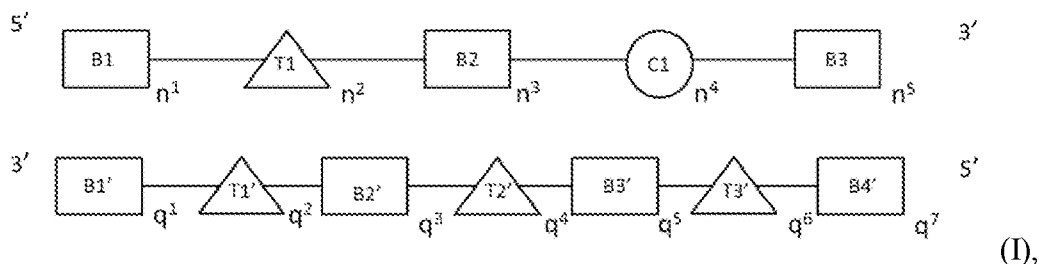 5′ B1 T1 B2 C1 B3 3′
n¹ n² n³ n⁴ n⁵
3′ B1′ T1′ B2′ T2′ B3′ T3′ B4′ 5′
q¹ q² q³ q⁴ q⁵ q⁶ q⁷
(I),